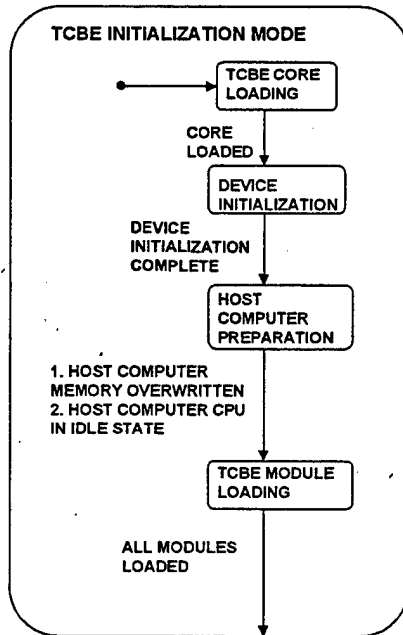 TCBE INITIALIZATION MODE
TCBE CORE
LOADING
CORE
LOADED
DEVICE
INITIALIZATION
DEVICE
INITIALIZATION
COMPLETE
HOST
COMPUTER
PREPARATION
1. HOST COMPUTER
MEMORY OVERWRITTEN
2. HOST COMPUTER CPU
IN IDLE STATE
TCBE MODULE
LOADING
ALL MODULES
LOADED